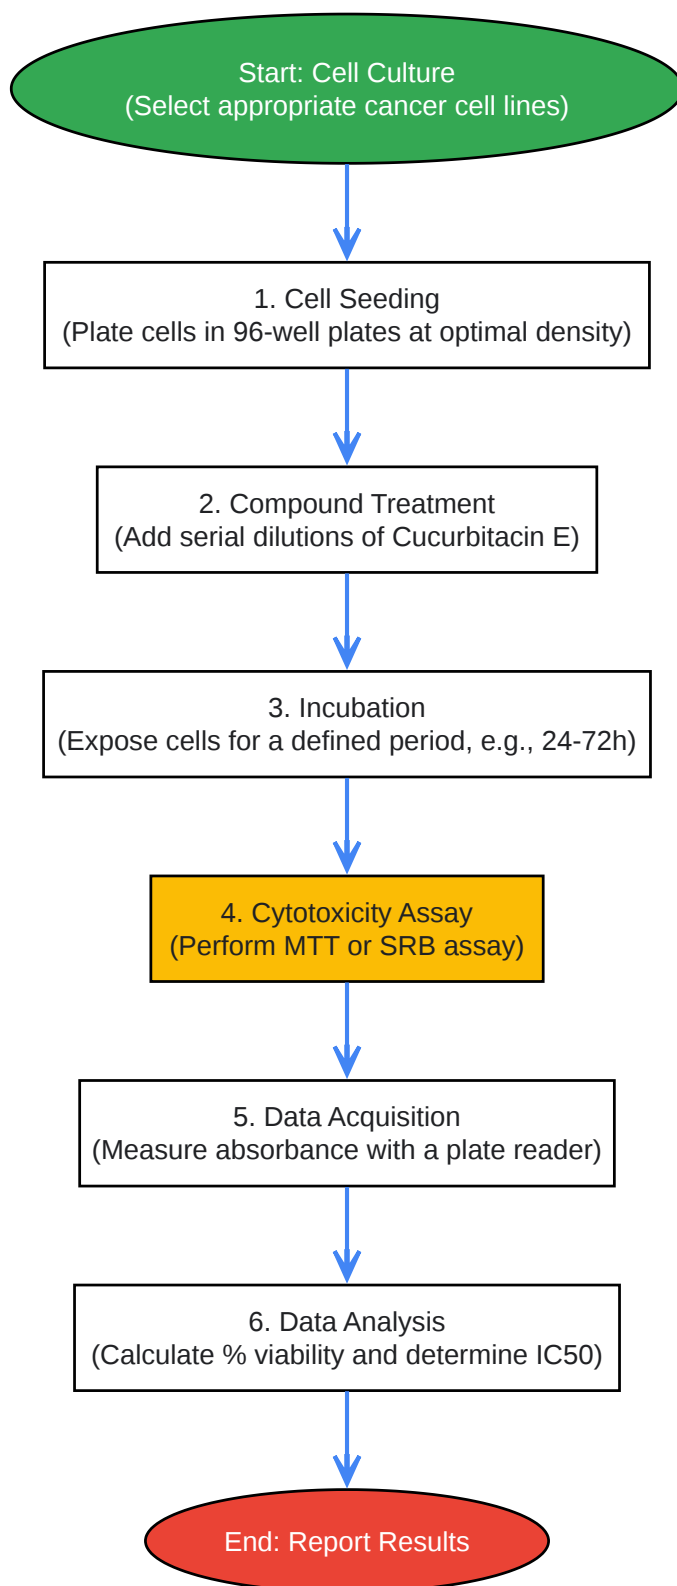 Start: Cell Culture
(Select appropriate cancer cell lines)
1. Cell Seeding
(Plate cells in 96-well plates at optimal density)
2. Compound Treatment
(Add serial dilutions of Cucurbitacin E)
3. Incubation
(Expose cells for a defined period, e.g., 24-72h)
4. Cytotoxicity Assay
(Perform MTT or SRB assay)
5. Data Acquisition
(Measure absorbance with a plate reader)
6. Data Analysis
(Calculate % viability and determine IC50)
End: Report Results